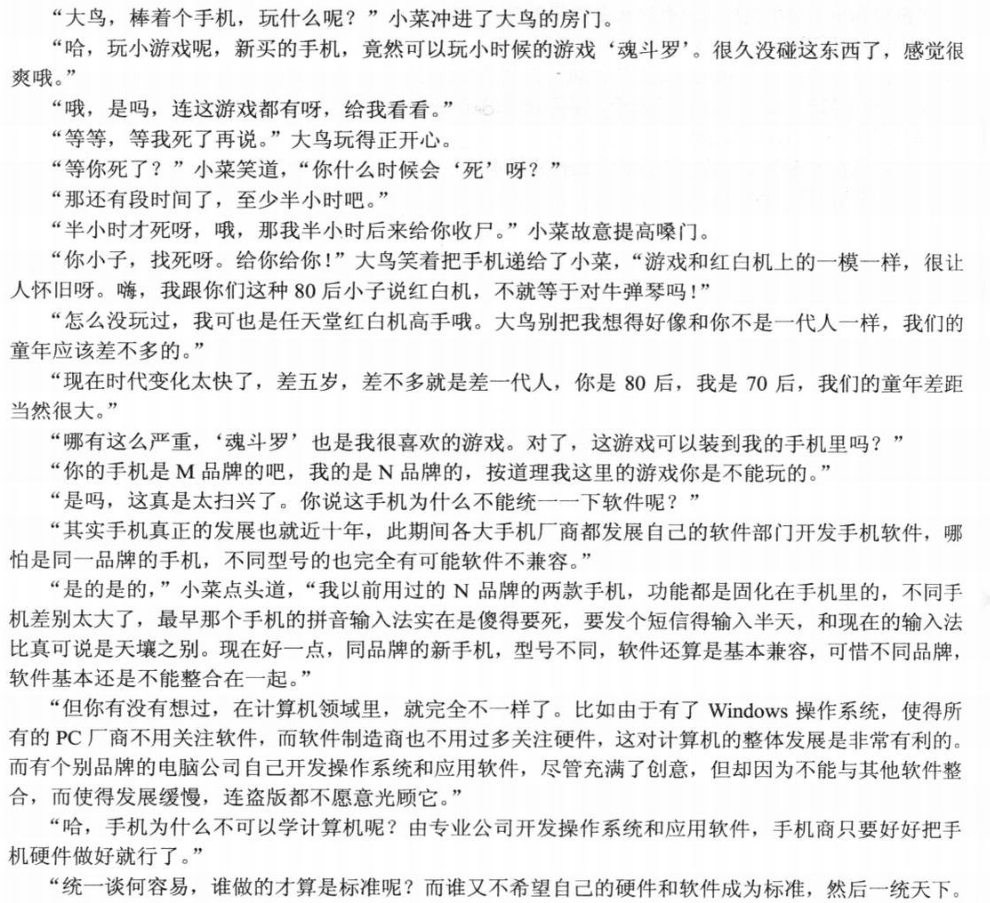 “大鸟，棒着个手机，玩什么呢？”小菜冲进了大鸟的房门。
“哈，玩小游戏呢，新买的手机，竟然可以玩小时候的游戏‘魂斗罗’。很久没碰这东西了，感觉很
爽哦。”
“哦，是吗，连这游戏都有呀，给我看看。”
“等等，等我死了再说。”大鸟玩得正开心。
“等你死了？”小菜笑道，“你什么时候会‘死’呀？”
“那还有段时间了，至少半小时吧。”
“半小时才死呀，哦，那我半小时后来给你收尸。”小菜故意提高嗓门。
“你小子，找死呀。给你给你！”大鸟笑着把手机递给了小菜，“游戏和红白机上的一模一样，很让
人怀旧呀。嗨，我跟你们这种 80 后小子说红白机，不就等于对牛弹琴吗！”
“怎么没玩过，我可也是任天堂红白机高手哦。大鸟别把我想得好像和你不是一代人一样，我们的
童年应该差不多的。”
“现在时代变化太快了，差五岁，差不多就是差一代人，你是 80 后，我是 70 后，我们的童年差距
当然很大。”
“哪有这么严重，‘魂斗罗’也是我很喜欢的游戏。对了，这游戏可以装到我的手机里吗？”
“你的手机是 M 品牌的吧，我的是 N 品牌的，按道理我这里的游戏你是不能玩的。”
“是吗，这真是太扫兴了。你说这手机为什么不能统一一下软件呢？”
“其实手机真正的发展也就近十年，此期间各大手机厂商都发展自己的软件部门开发手机软件，哪
怕是同一品牌的手机，不同型号的也完全有可能软件不兼容。”
“是的是的，”小菜点头道，“我以前用过的 N 品牌的两款手机，功能都是固化在手机里的，不同手
机差别太大了，最早那个手机的拼音输入法实在是傻得要死，要发个短信得输入半天，和现在的输入法
比真可说是天壤之别。现在好一点，同品牌的新手机，型号不同，软件还算是基本兼容，可惜不同品牌，
软件基本还是不能整合在一起。”
“但你有没有想过，在计算机领域里，就完全不一样了。比如由于有了 Windows 操作系统，使得所
有的 PC 厂商不用关注软件，而软件制造商也不用过多关注硬件，这对计算机的整体发展是非常有利的。
而有个别品牌的电脑公司自己开发操作系统和应用软件，尽管充满了创意，但却因为不能与其他软件整
合，而使得发展缓慢，连盗版都不愿意光顾它。”
“哈，手机为什么不可以学计算机呢？由专业公司开发操作系统和应用软件，手机商只要好好把手
机硬件做好就行了。”
“统一谈何容易，谁做的才算是标准呢？而谁又不希望自己的硬件和软件成为标准，然后一统天下。